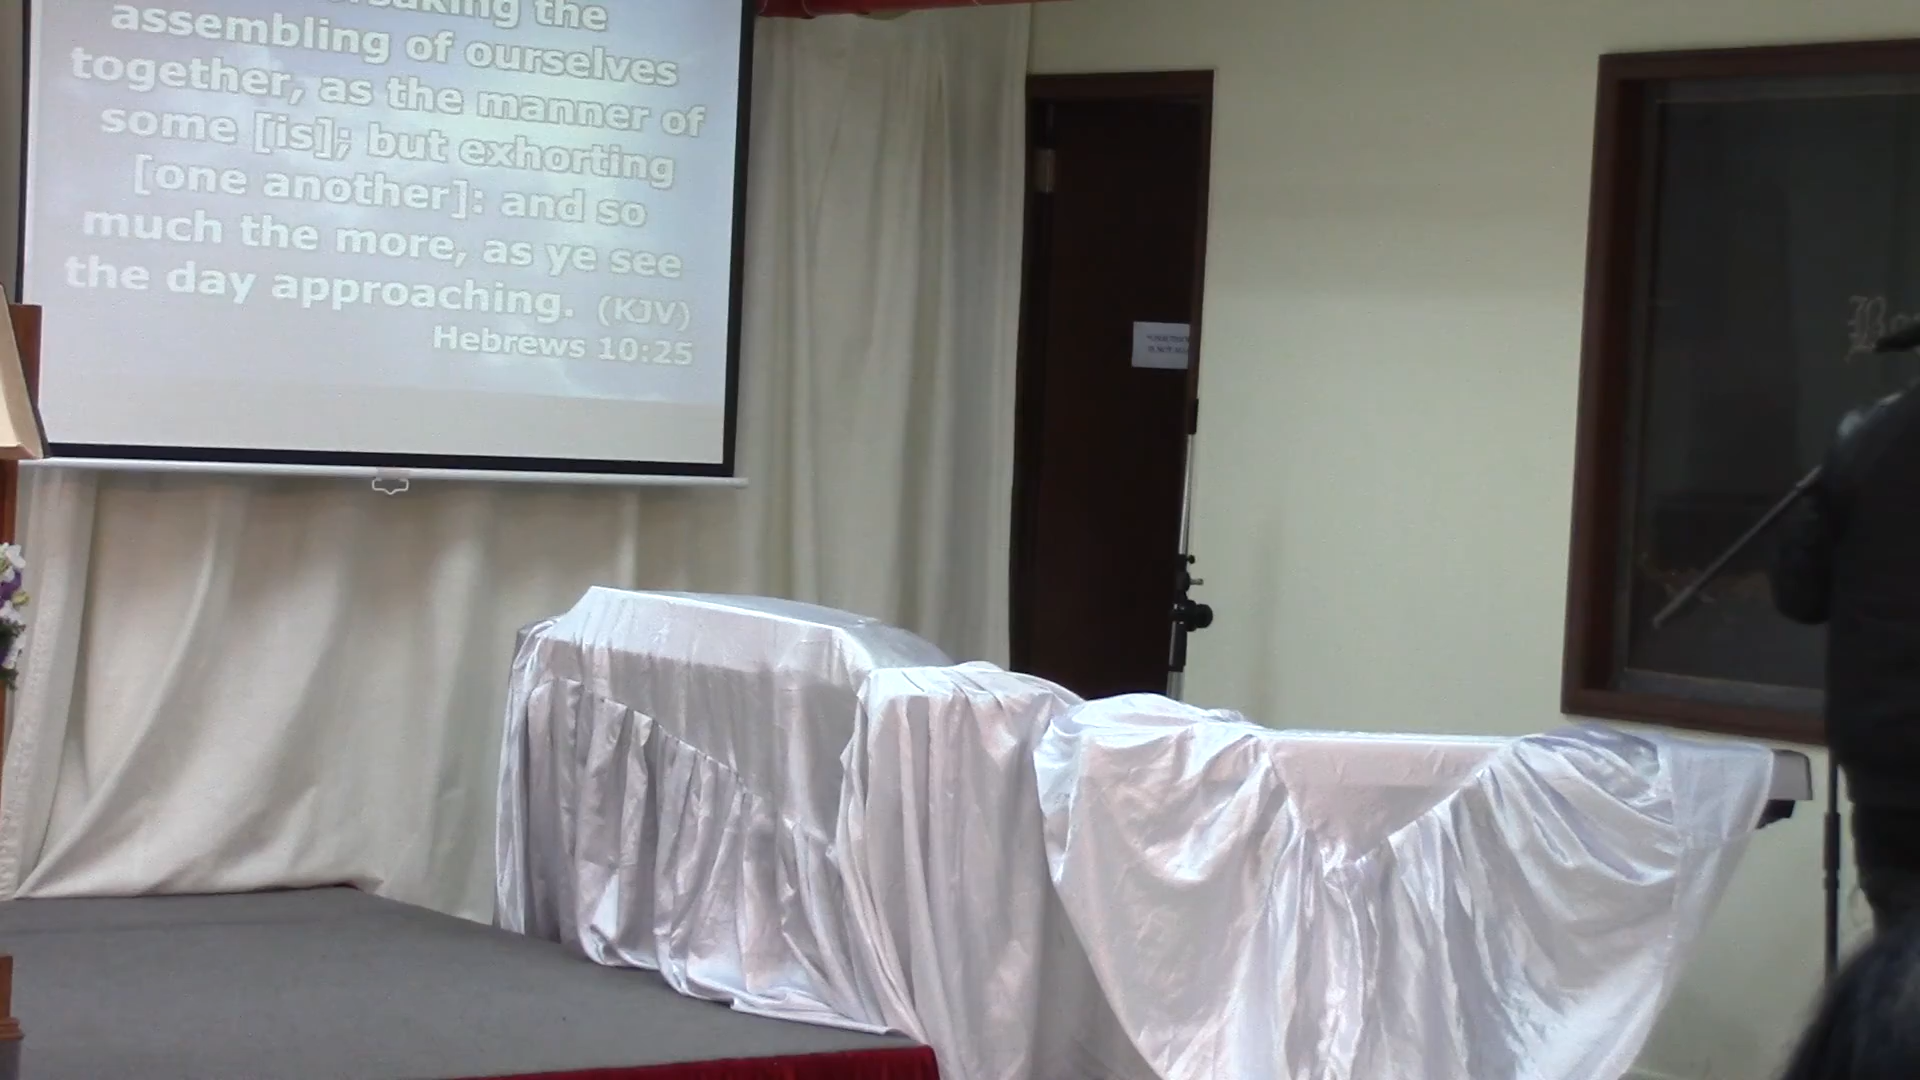 the
assembling of ourselves
together, as the manner of
some [is]; but exhorting
[one another]: and so
much the more, as ye see
the day approaching. (KJV)
Hebrews 10:25